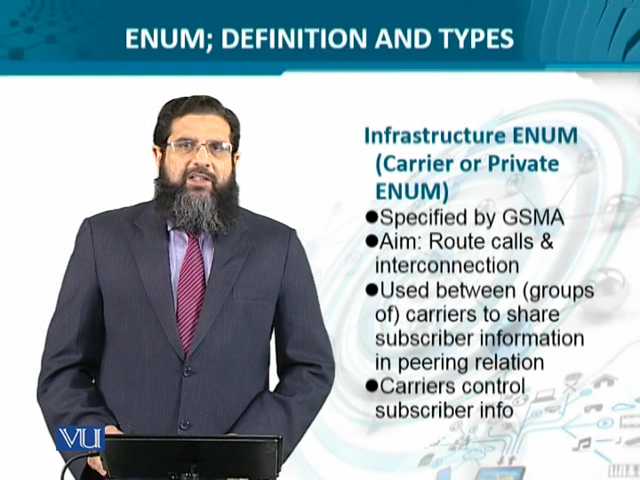 ENUM; DEFINITION AND TYPES
Infrastructure ENUM
(Carrier or Private
ENUM)
●Specified by GSMA
●Aim: Route calls &
interconnection
●Used between (groups
of) carriers to share
subscriber information
in peering relation
●Carriers control
subscriber info
VU